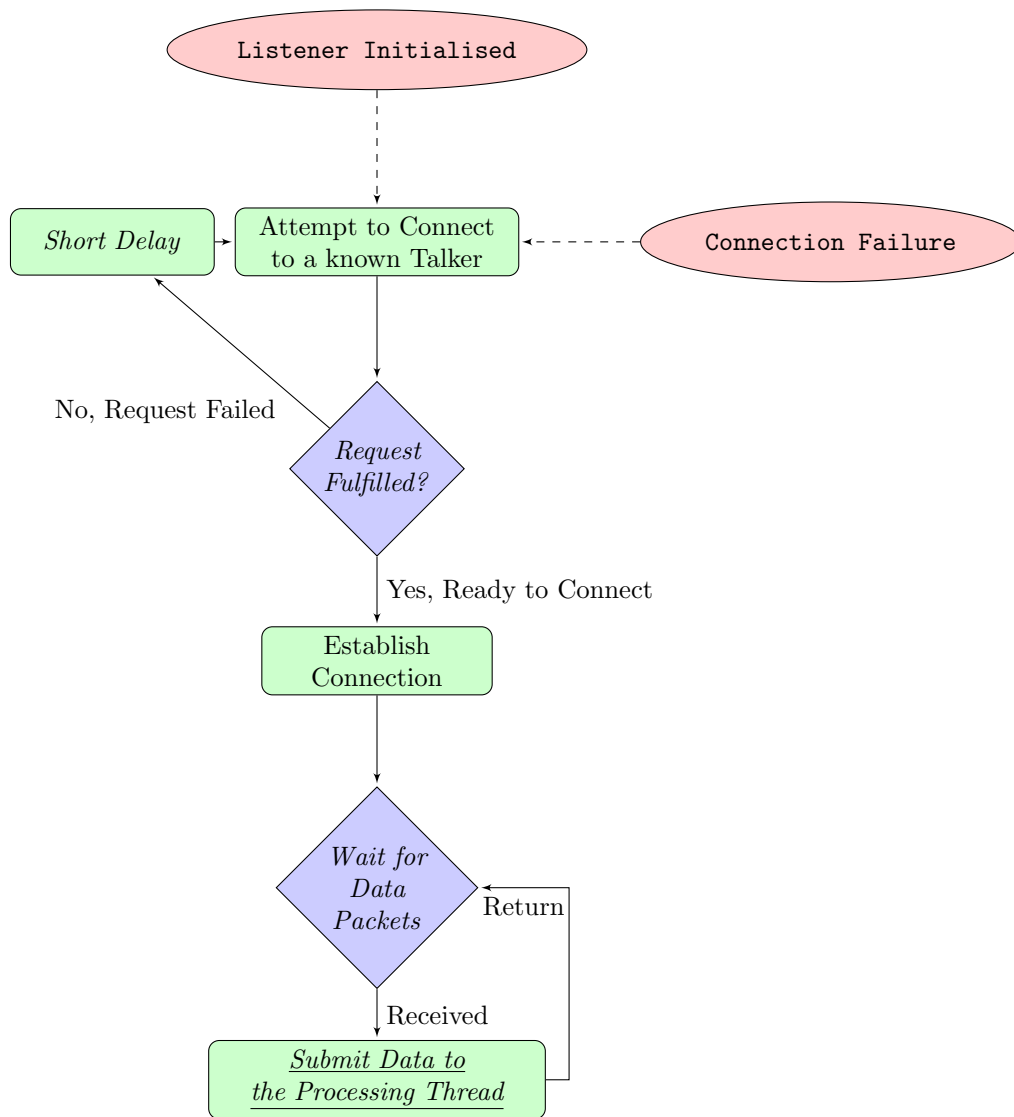 Listener Initialised
Short Delay
Attempt to Connect
to a known Talker
Connection Failure
No, Request Failed
Request
Fulfilled?
Yes, Ready to Connect
Establish
Connection
Wait for
Data
Packets
Return
Received
Submit Data to
the Processing Thread